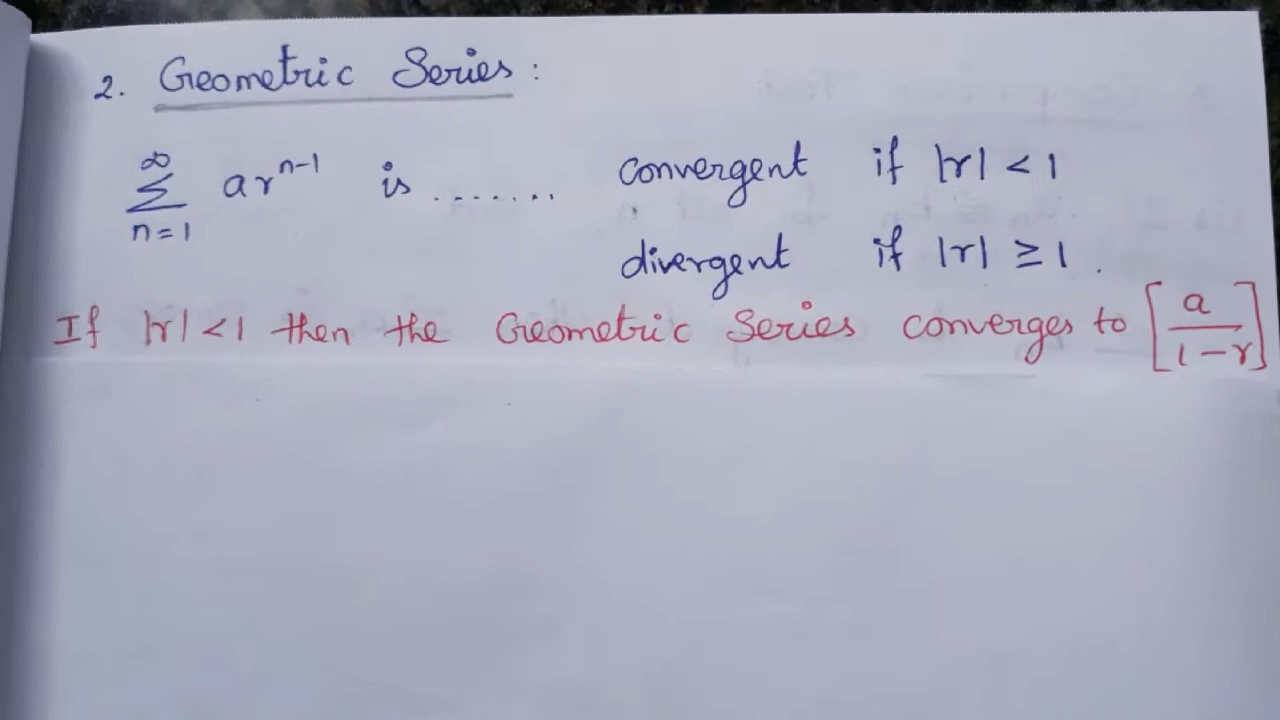 2. Geometric Series :
∞
∑ ar^{n-1} is ....... convergent if |r| < 1
n=1
divergent if |r| ≥ 1 .
If |r| < 1 then the Geometric Series converges to [a/(1-r)]